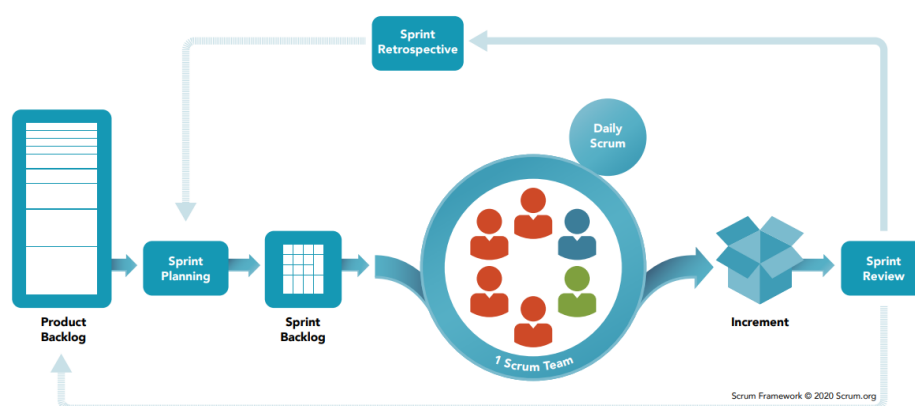 Sprint
Retrospective
Daily
Scrum
Sprint
Planning
Sprint
Review
Product
Backlog
Sprint
Backlog
1 Scrum Team
Increment
Scrum Framework © 2020 Scrum.org